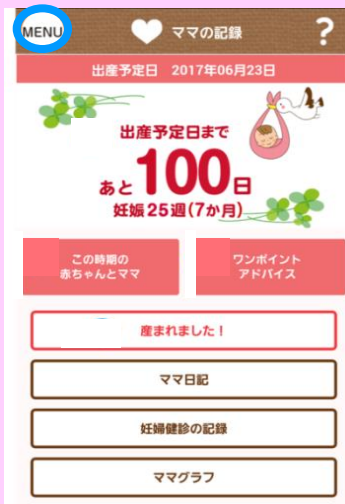 MENU
ママの記録
?
出産予定日 2017年06月23日
出産予定日まで
あと100日
妊娠25週(7か月)
この時期の
赤ちゃんとママ
ワンポイント
アドバイス
産まれました!
ママ日記
妊婦健診の記録
ママグラフ